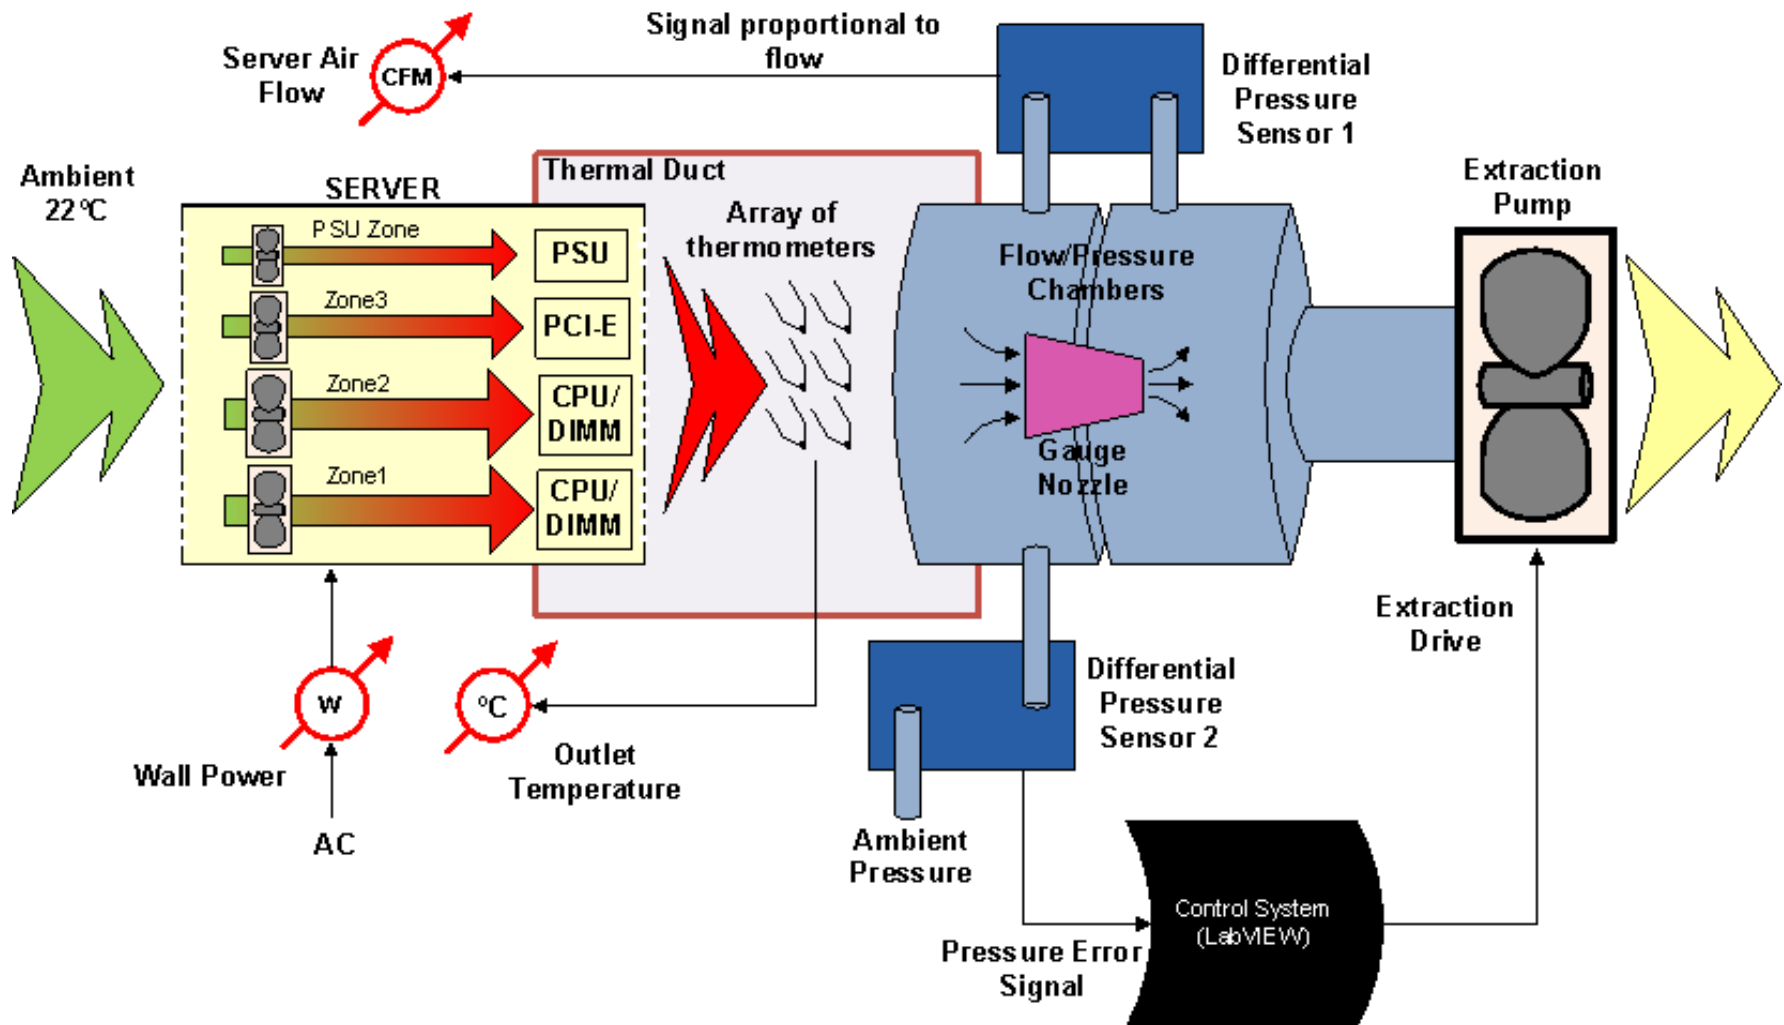 Signal proportional to
flow
Server Air
Flow
CFM
Differential
Pressure
Sensor 1
Ambient
22ºC
SERVER
Thermal Duct
Extraction
Pump
PSU Zone
PSU
Array of
thermometers
Flow/Pressure
Chambers
Zone3
PCI-E
Zone2
CPU/
DIMM
Gauge
Nozzle
Zone1
CPU/
DIMM
Extraction
Drive
W
ºC
Differential
Pressure
Sensor 2
Wall Power
Outlet
Temperature
AC
Ambient
Pressure
Control System
(LabVIEW)
Pressure Error
Signal